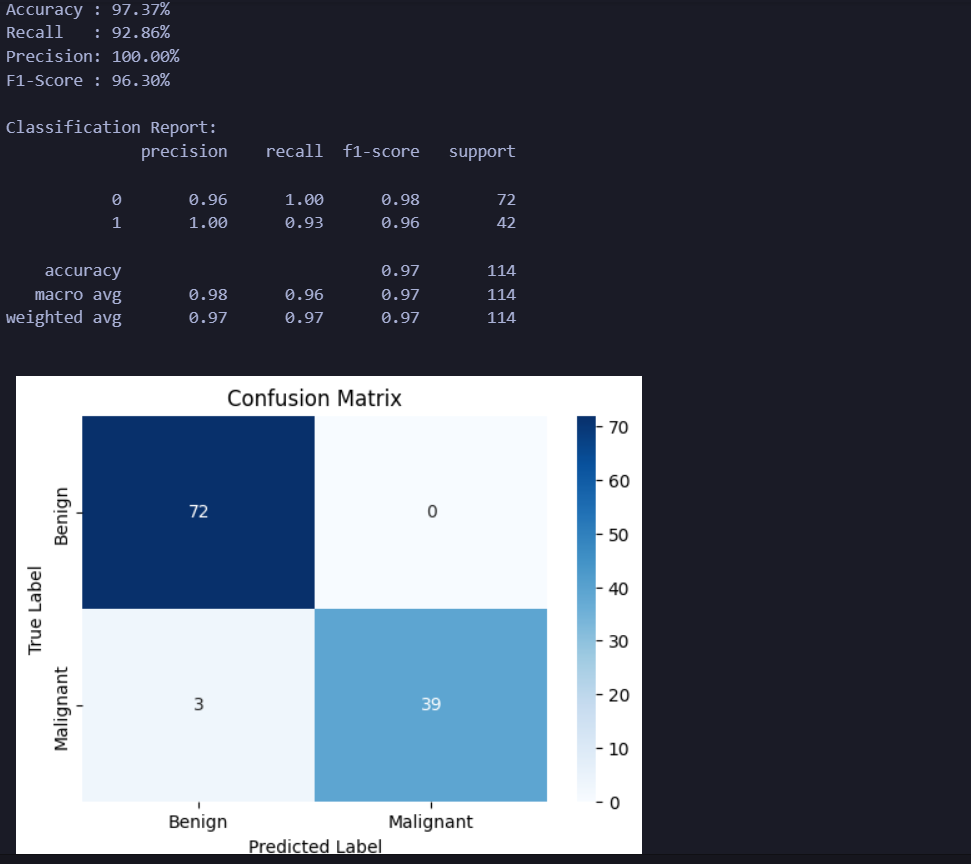 Accuracy : 97.37%
Recall   : 92.86%
Precision: 100.00%
F1-Score : 96.30%
Classification Report:
              precision    recall  f1-score   support
           0       0.96      1.00      0.98        72
           1       1.00      0.93      0.96        42
    accuracy                           0.97       114
   macro avg       0.98      0.96      0.97       114
weighted avg       0.97      0.97      0.97       114
Confusion Matrix
True Label
Benign
72
0
Malignant
3
39
Benign
Malignant
Predicted Label
70
60
50
40
30
20
10
0